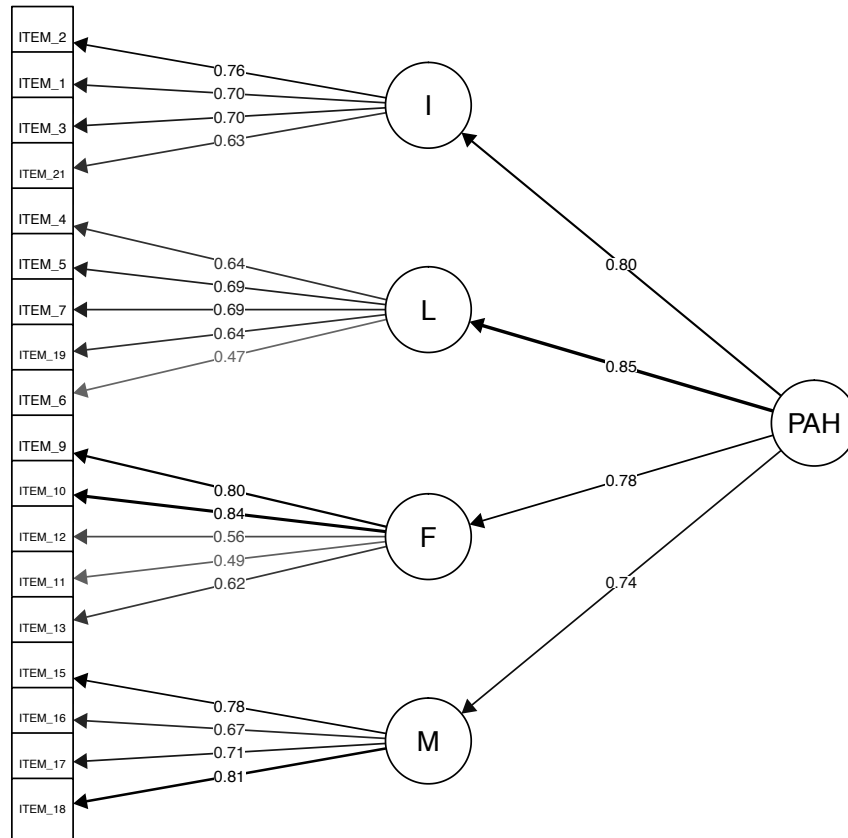 ITEM_2
ITEM_1
ITEM_3
ITEM_21
ITEM_4
ITEM_5
ITEM_7
ITEM_19
ITEM_6
ITEM_9
ITEM_10
ITEM_12
ITEM_11
ITEM_13
ITEM_15
ITEM_16
ITEM_17
ITEM_18
0.76
0.70
0.70
0.63
0.64
0.69
0.69
0.64
0.47
0.80
0.84
0.56
0.49
0.62
0.78
0.67
0.71
0.81
I
L
F
M
0.80
0.85
0.78
0.74
PAH